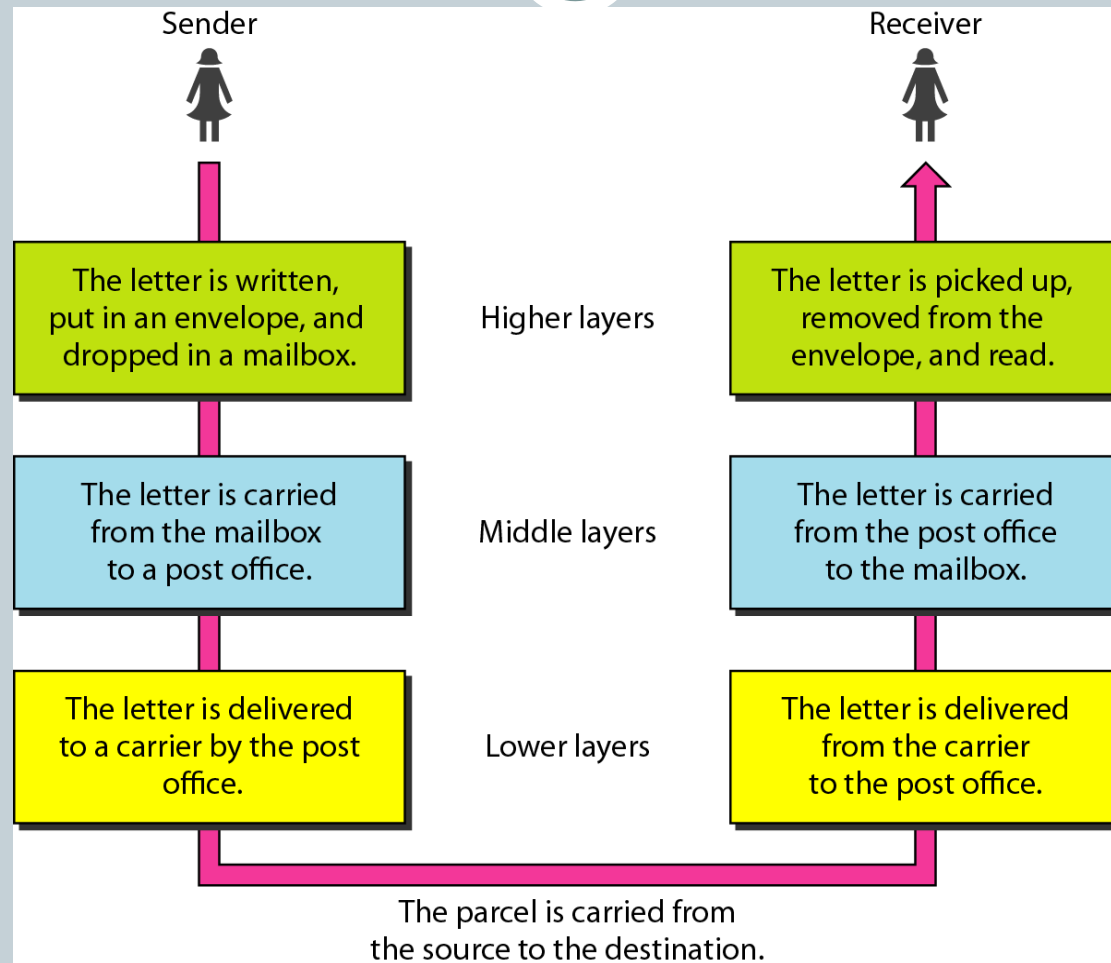 Sender
Receiver
The letter is written,
put in an envelope, and
dropped in a mailbox.
Higher layers
The letter is picked up,
removed from the
envelope, and read.
The letter is carried
from the mailbox
to a post office.
Middle layers
The letter is carried
from the post office
to the mailbox.
The letter is delivered
to a carrier by the post
office.
Lower layers
The letter is delivered
from the carrier
to the post office.
The parcel is carried from
the source to the destination.